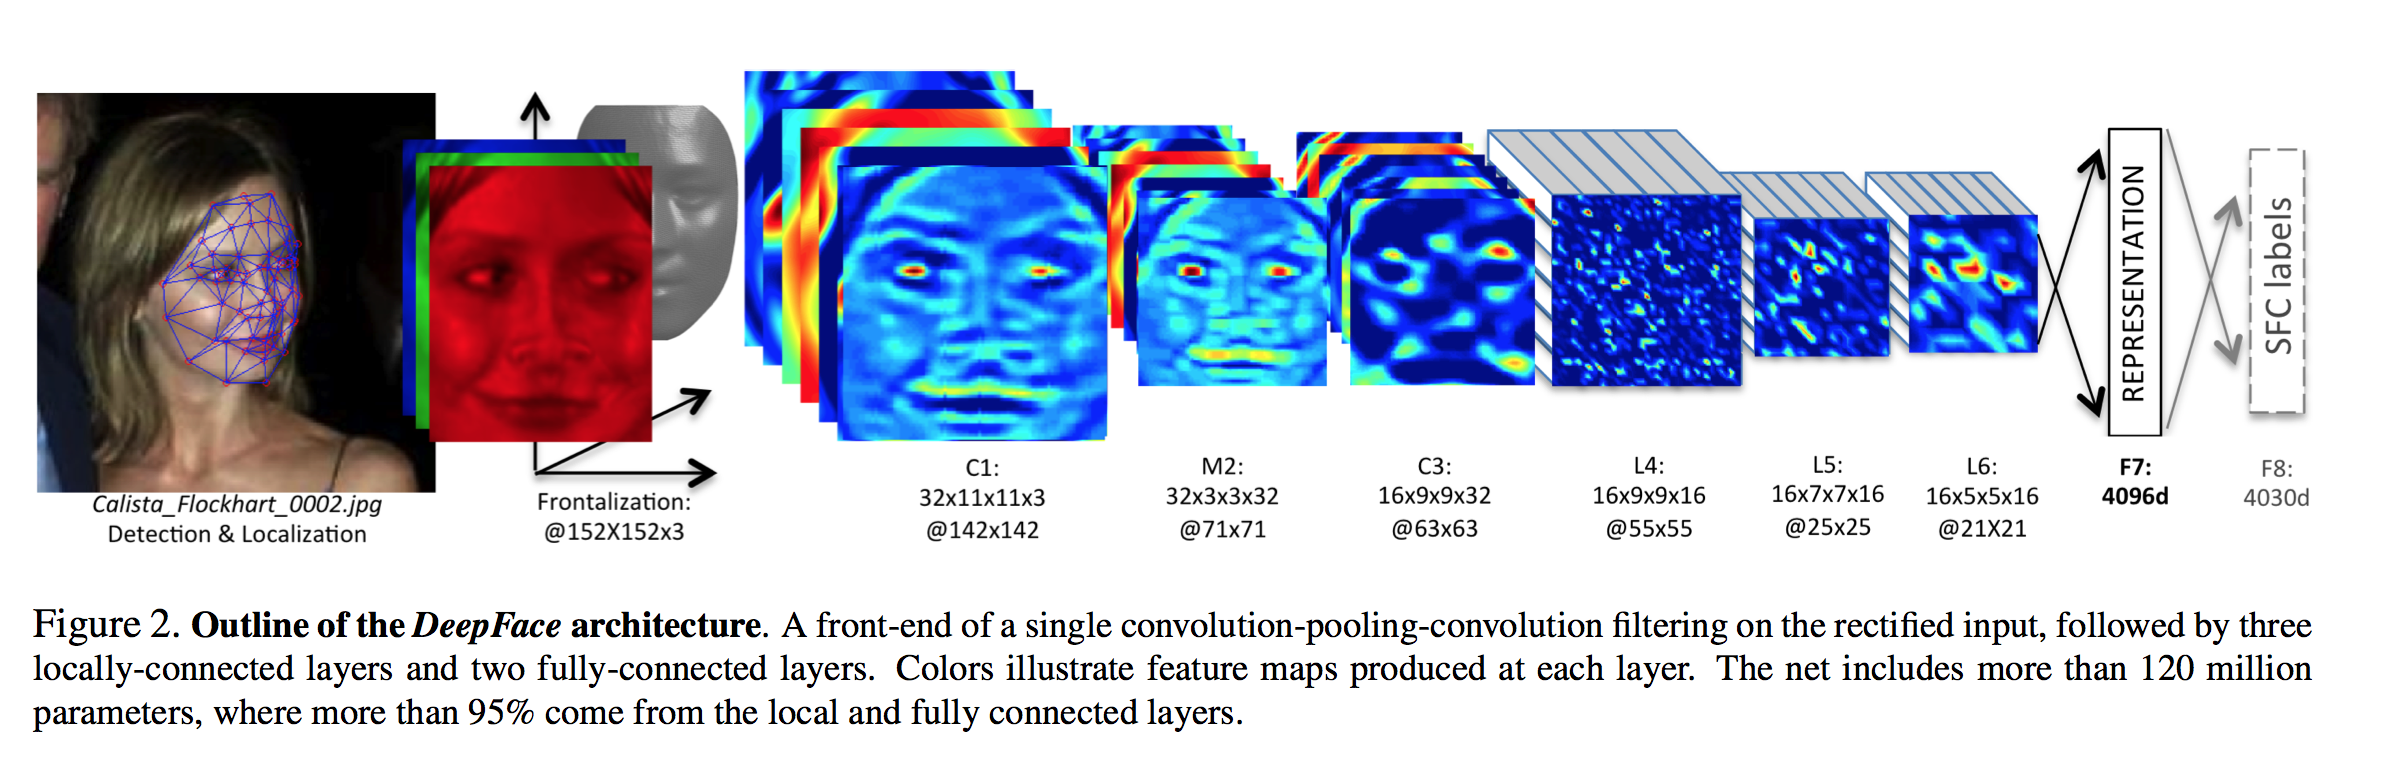 Calista_Flockhart_0002.jpg
Detection & Localization
Frontalization:
@152X152x3
C1:
32x11x11x3
@142x142
M2:
32x3x3x32
@71x71
C3:
16x9x9x32
@63x63
L4:
16x9x9x16
@55x55
L5:
16x7x7x16
@25x25
L6:
16x5x5x16
@21X21
REPRESENTATION
F7:
4096d
SFC labels
F8:
4030d
Figure 2. Outline of the DeepFace architecture. A front-end of a single convolution-pooling-convolution filtering on the rectified input, followed by three
locally-connected layers and two fully-connected layers. Colors illustrate feature maps produced at each layer. The net includes more than 120 million
parameters, where more than 95% come from the local and fully connected layers.